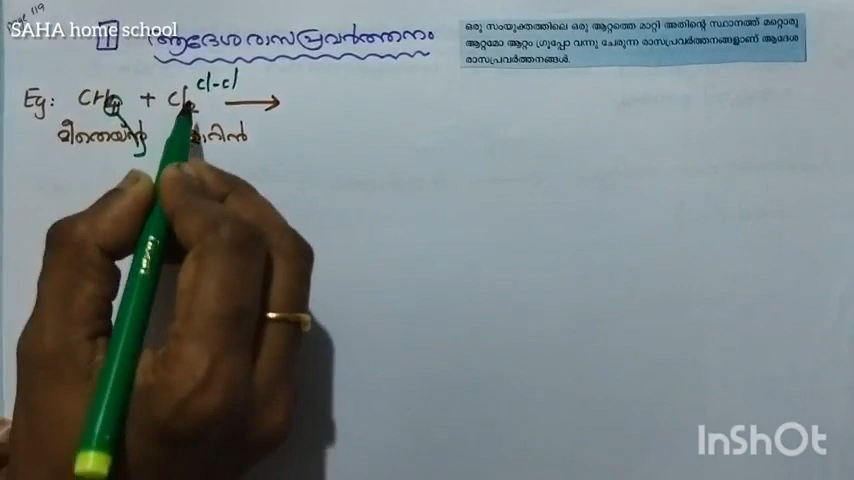 SAHA home school
1 ആദേശ രാസപ്രവർത്തനം
ഒരു സംയുക്തത്തിലെ ഒരു ആറ്റത്തെ മാറ്റി അതിന്റെ സ്ഥാനത്ത് മറ്റൊരു
ആറ്റമോ ആറ്റം ഗ്രൂപ്പോ വന്നു ചേരുന്ന രാസപ്രവർത്തനങ്ങളാണ് ആദേശ
രാസപ്രവർത്തനങ്ങൾ.
cl-cl
Eg: CH4 + Cl2 →
മീതെയ്ൻ
InShOt